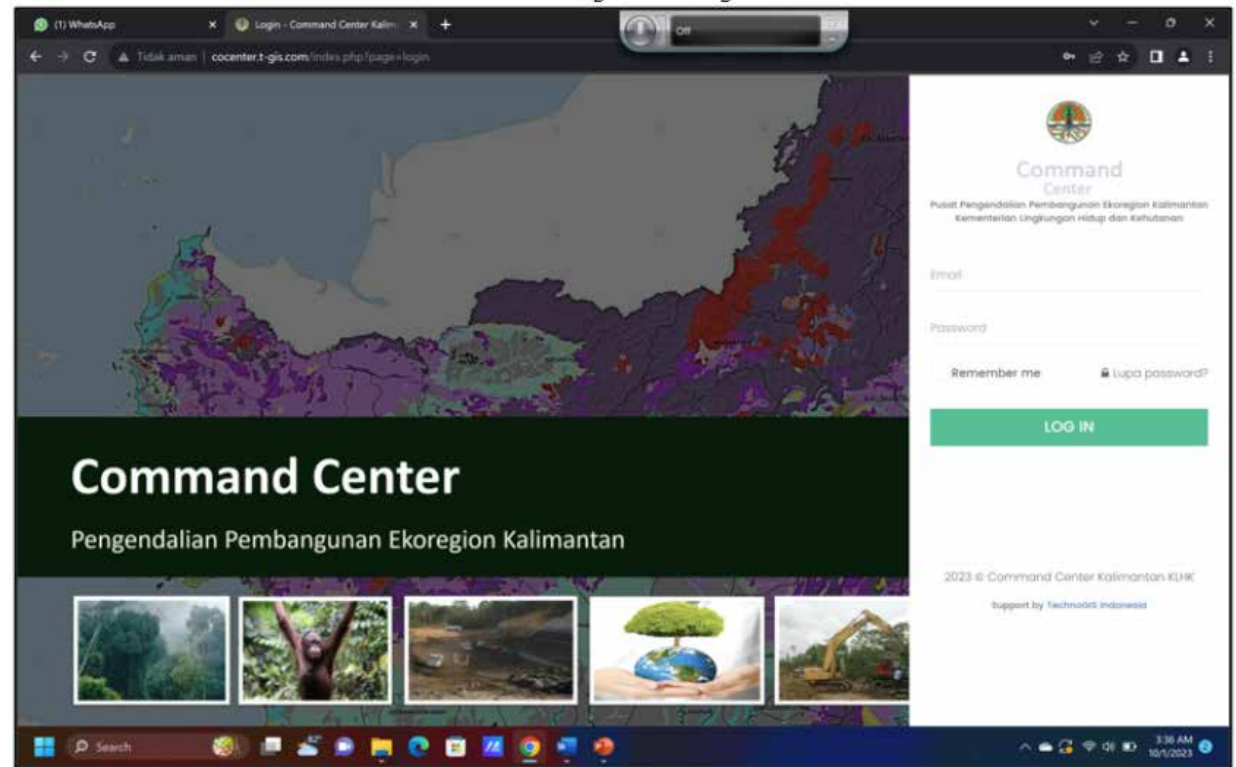 (1) WhatsApp
Login - Command Center Kalim
Off
Tidak aman | cocenter.t-gis.com/index.php?page=login
Command
Center
Pusat Pengendalian Pembangunan Ekoregion Kalimantan
Kementerian Lingkungan Hidup dan Kehutanan
Email
Password
Remember me
Lupa password?
LOG IN
Command Center
Pengendalian Pembangunan Ekoregion Kalimantan
2023 © Command Center Kalimantan KLHK
Support by TechnoGIS Indonesia
Search
3:36 AM
10/1/2023
2